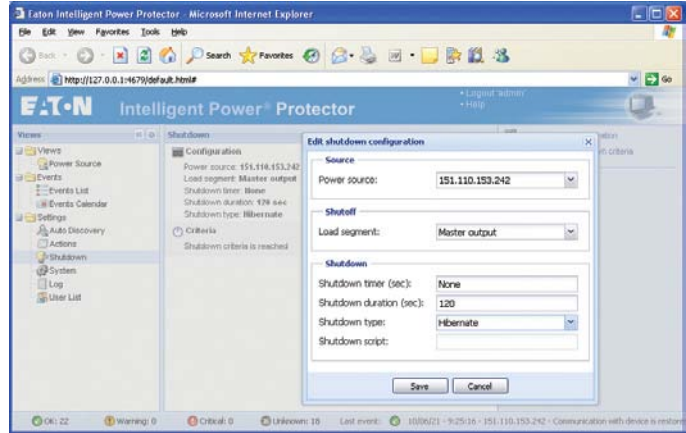 Eaton Intelligent Power Protector - Microsoft Internet Explorer
File Edit View Favorites Tools Help
Back Search Favorites
Address http://127.0.0.1:4679/default.html# Go
EATON Intelligent Power® Protector
Logout 'admin'
Help
Views
Views
Power Source
Events
Events List
Events Calendar
Settings
Auto Discovery
Actions
Shutdown
System
Log
User List
Shutdown
Configuration
Power source: 151.110.153.242
Load segment: Master output
Shutdown timer: None
Shutdown duration: 120 sec
Shutdown type: Hibernate
Criteria
Shutdown criteria is reached
Edit
criteria
Edit shutdown configuration
Source
Power source: 151.110.153.242
Shutoff
Load segment: Master output
Shutdown
Shutdown timer (sec): None
Shutdown duration (sec): 120
Shutdown type: Hibernate
Shutdown script:
Save Cancel
OK: 22 Warning: 0 Critical: 0 Unknown: 18 Last event: 10/06/21 - 9:25:16 - 151.110.153.242 - Communication with device is restore